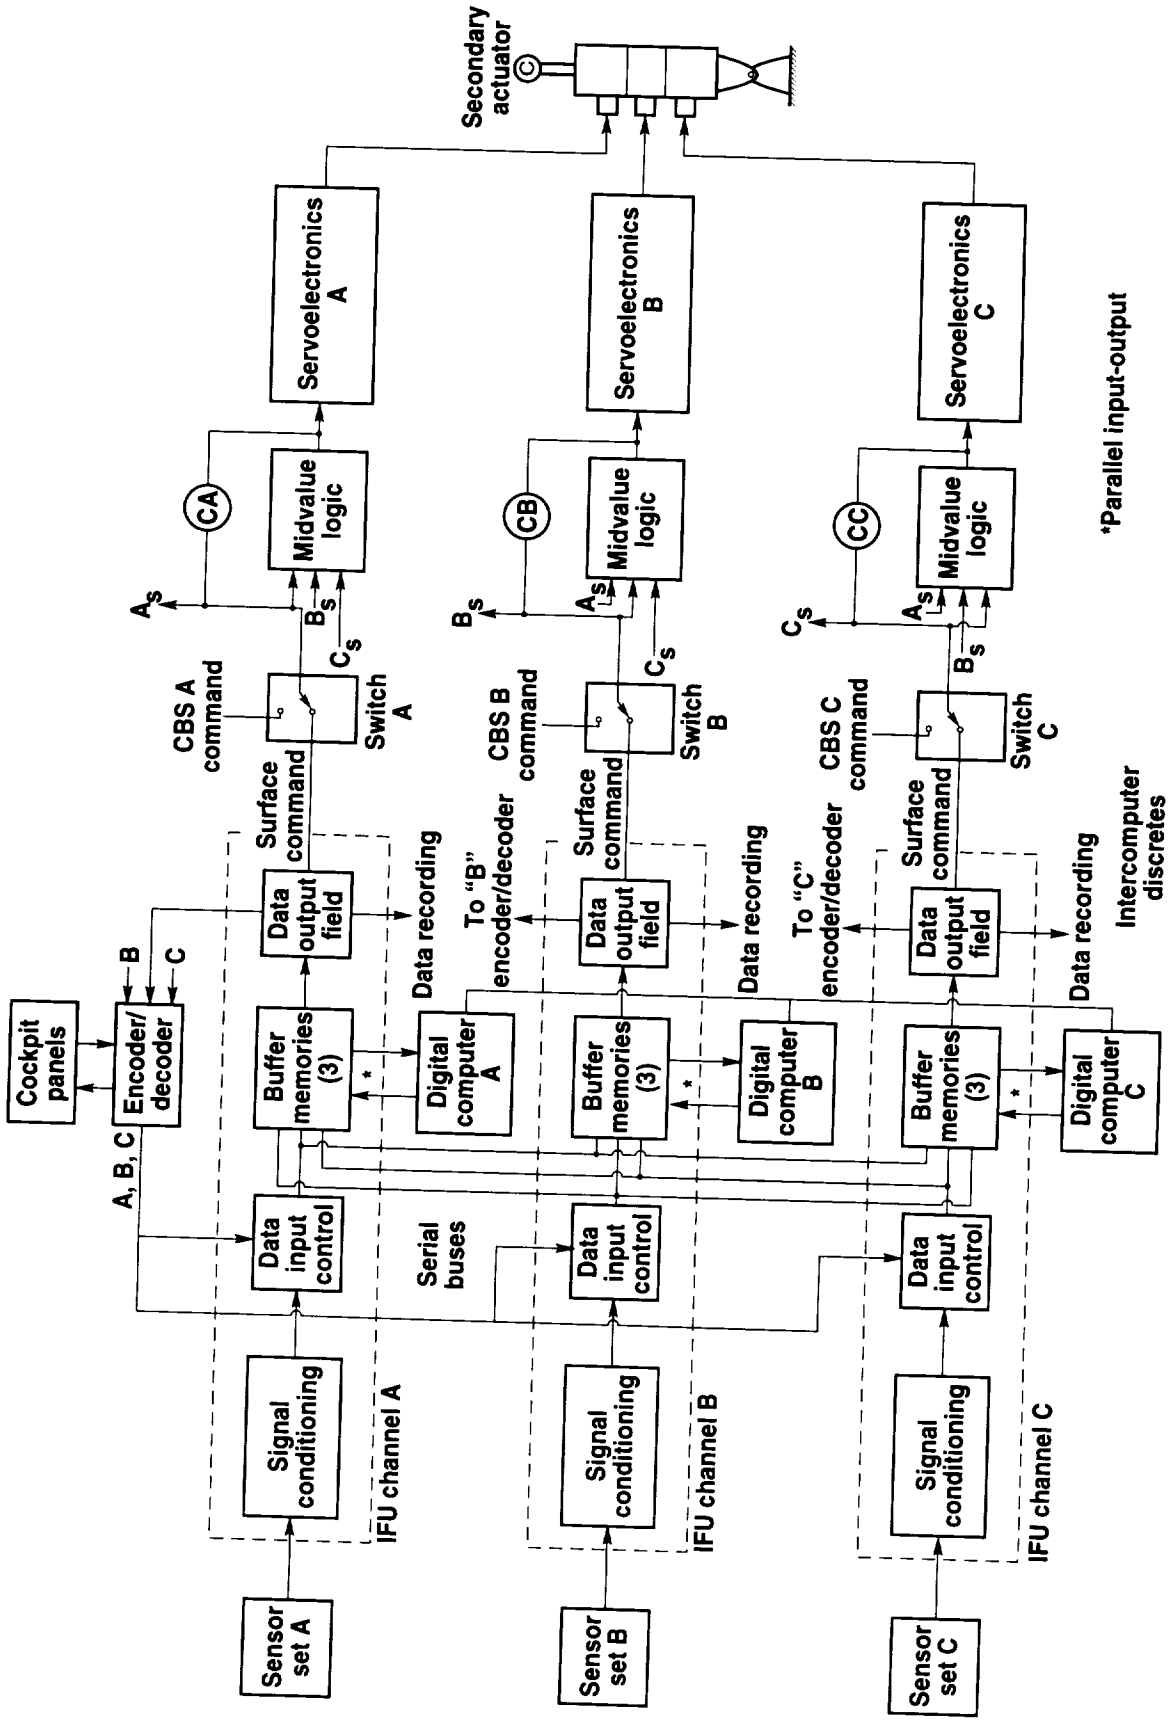 Cockpit
panels
Encoder/
decoder
B
C
A, B, C
Sensor
set A
Signal
conditioning
Data
input
control
Buffer
memories
(3)
Data
output
field
Surface
command
CBS A
command
Switch
A
As
Bs
Cs
CA
Midvalue
logic
Servoelectronics
A
Secondary
actuator
C
IFU channel A
Serial
buses
*
Digital
computer
A
Data recording
To "B"
encoder/decoder
Sensor
set B
Signal
conditioning
Data
input
control
Buffer
memories
(3)
Data
output
field
Surface
command
CBS B
command
Switch
B
Bs
As
Cs
CB
Midvalue
logic
Servoelectronics
B
IFU channel B
*
Digital
computer
B
Data recording
To "C"
encoder/decoder
Sensor
set C
Signal
conditioning
Data
input
control
Buffer
memories
(3)
Data
output
field
Surface
command
CBS C
command
Switch
C
Cs
As
Bs
CC
Midvalue
logic
Servoelectronics
C
IFU channel C
*
Digital
computer
C
Data recording
Intercomputer
discretes
*Parallel input-output